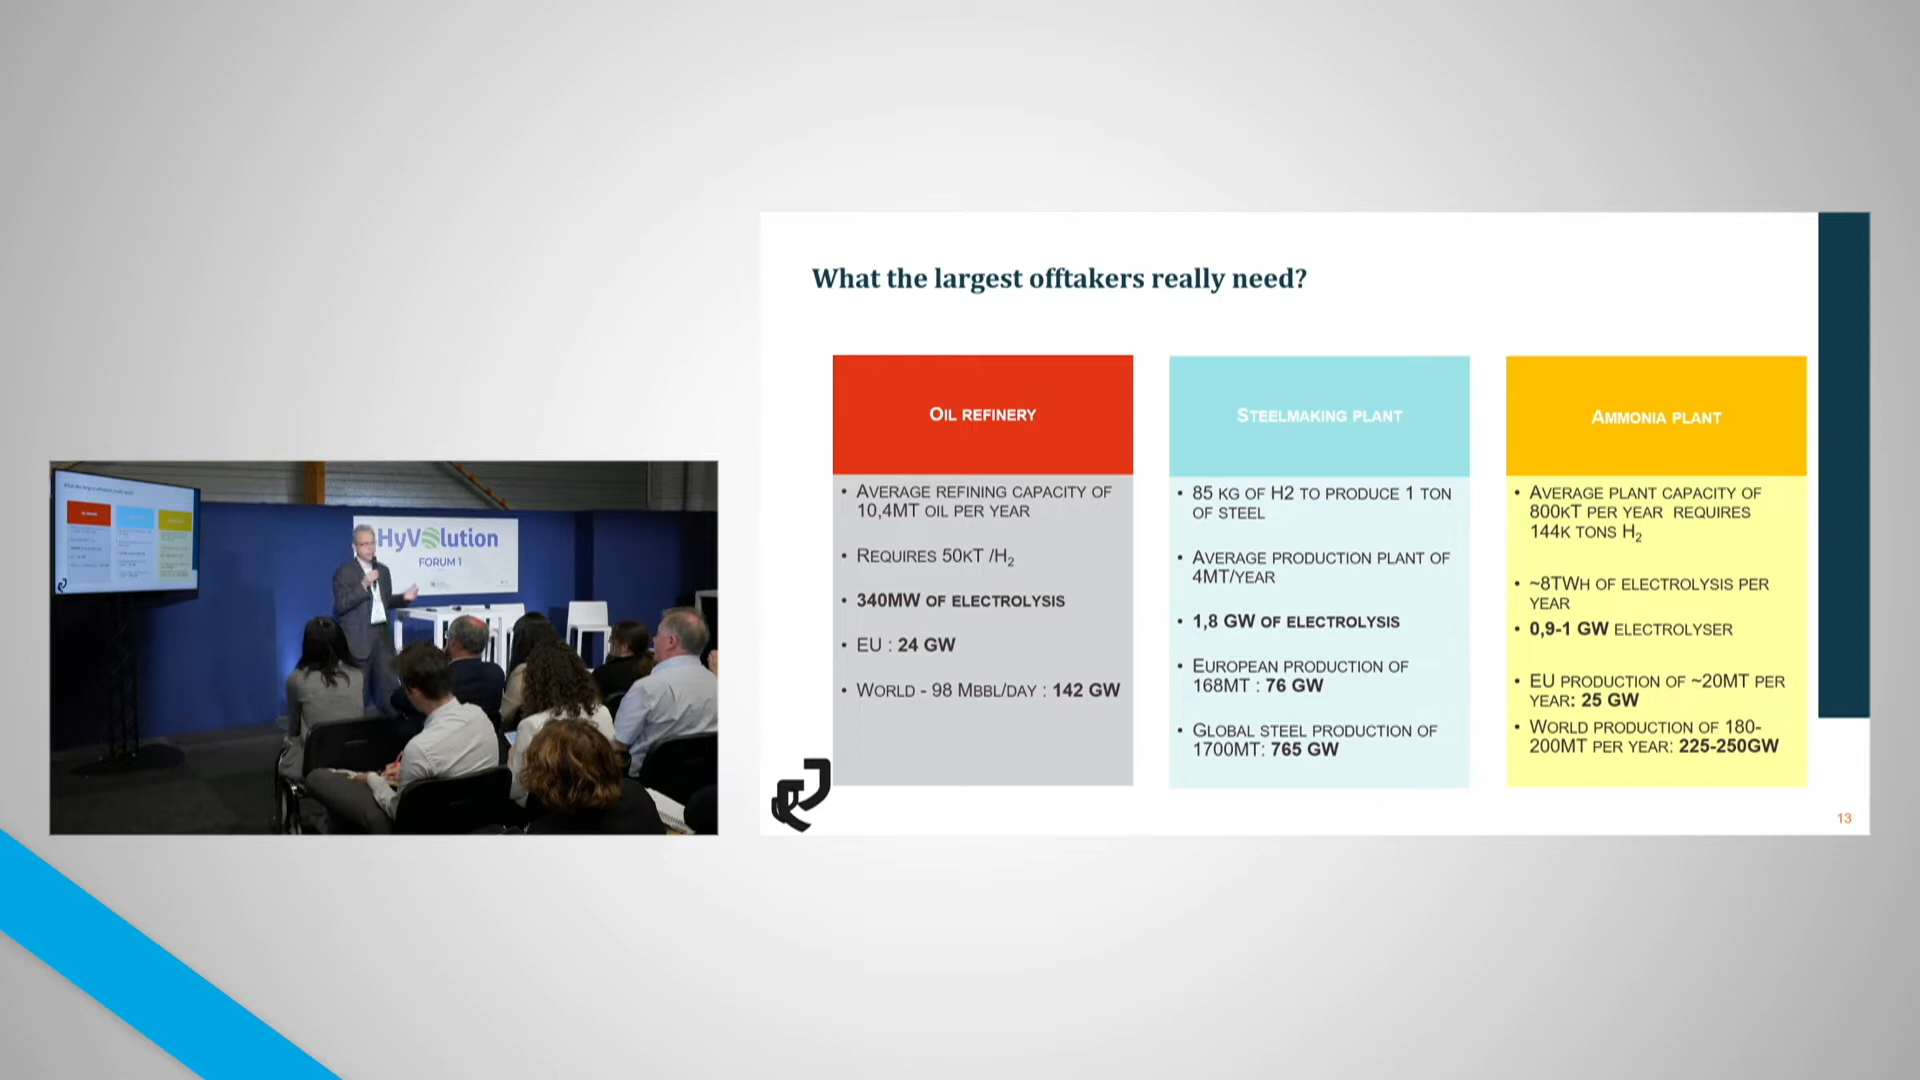 What the largest offtakers really need?
OIL REFINERY
• AVERAGE REFINING CAPACITY OF
10,4MT OIL PER YEAR
• REQUIRES 50KT /H2
• 340MW OF ELECTROLYSIS
• EU : 24 GW
• WORLD - 98 MBBL/DAY : 142 GW
STEELMAKING PLANT
• 85 KG OF H2 TO PRODUCE 1 TON
OF STEEL
• AVERAGE PRODUCTION PLANT OF
4MT/YEAR
• 1,8 GW OF ELECTROLYSIS
• EUROPEAN PRODUCTION OF
168MT : 76 GW
• GLOBAL STEEL PRODUCTION OF
1700MT: 765 GW
AMMONIA PLANT
• AVERAGE PLANT CAPACITY OF
800KT PER YEAR REQUIRES
144K TONS H2
• ~8TWH OF ELECTROLYSIS PER
YEAR
• 0,9-1 GW ELECTROLYSER
• EU PRODUCTION OF ~20MT PER
YEAR: 25 GW
• WORLD PRODUCTION OF 180-
200MT PER YEAR: 225-250GW
13
HyVolution
FORUM 1